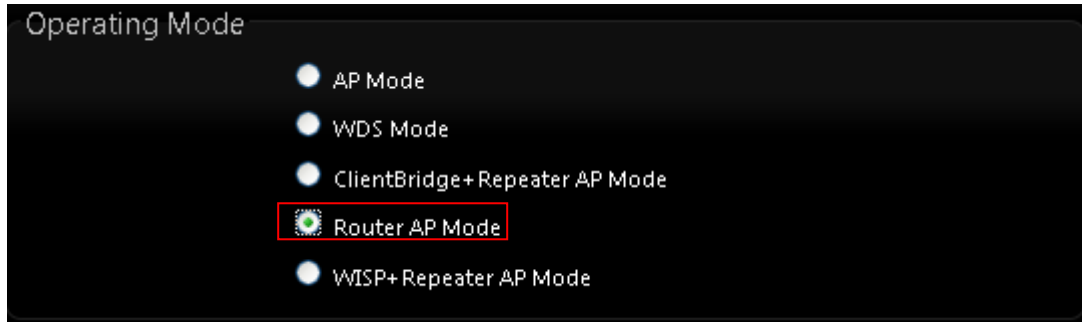 Operating Mode
AP Mode
WDS Mode
ClientBridge+Repeater AP Mode
Router AP Mode
WISP+Repeater AP Mode